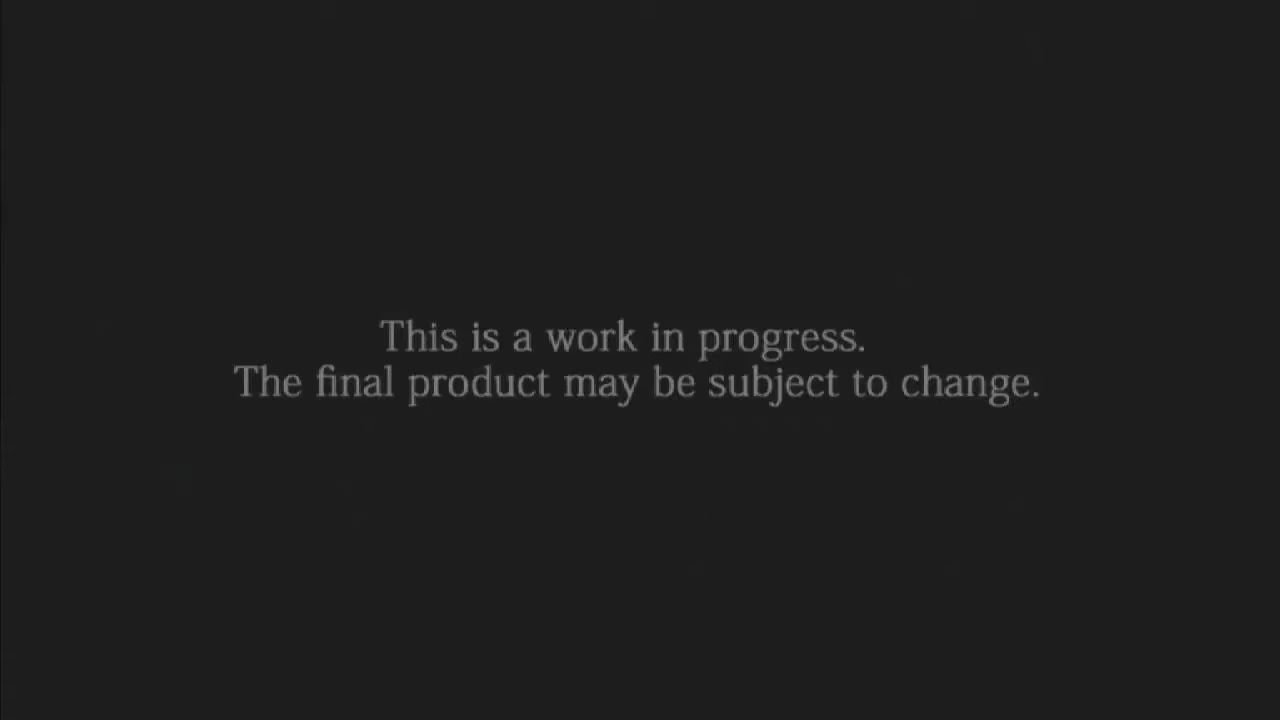 This is a work in progress.
The final product may be subject to change.